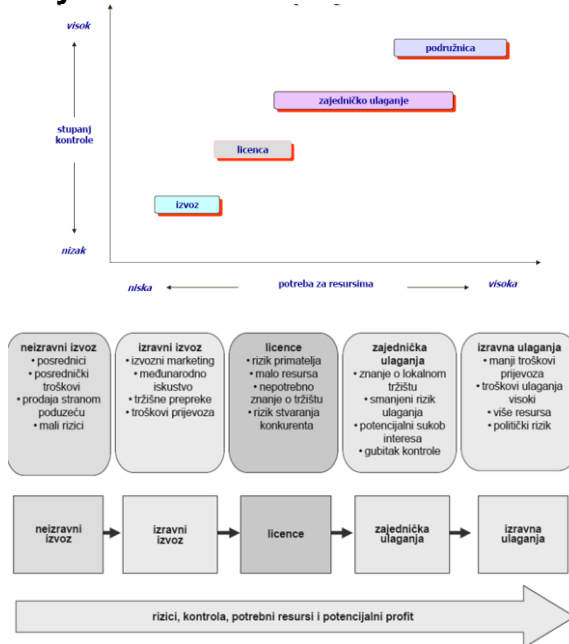 visok
podružnica
zajedničko ulaganje
stupanj
kontrole
licenca
izvoz
nizak
niska
potreba za resursima
visoka
neizravni izvoz
• posrednici
• posrednički
troškovi
• prodaja stranom
poduzeću
• mali rizici
izravni izvoz
• izvozni marketing
• međunarodno
iskustvo
• tržišne prepreke
• troškovi prijevoza
licence
• rizik primatelja
• malo resursa
• nepotrebno
znanje o tržištu
• rizik stvaranja
konkurenta
zajednička
ulaganja
• znanje o lokalnom
tržištu
• smanjeni rizik
ulaganja
• potencijalni sukob
interesa
• gubitak kontrole
izravna ulaganja
• manji troškovi
prijevoza
• troškovi ulaganja
visoki
• više resursa
• politički rizik
neizravni
izvoz
izravni
izvoz
licence
zajednička
ulaganja
izravna
ulaganja
rizici, kontrola, potrebni resursi i potencijalni profit